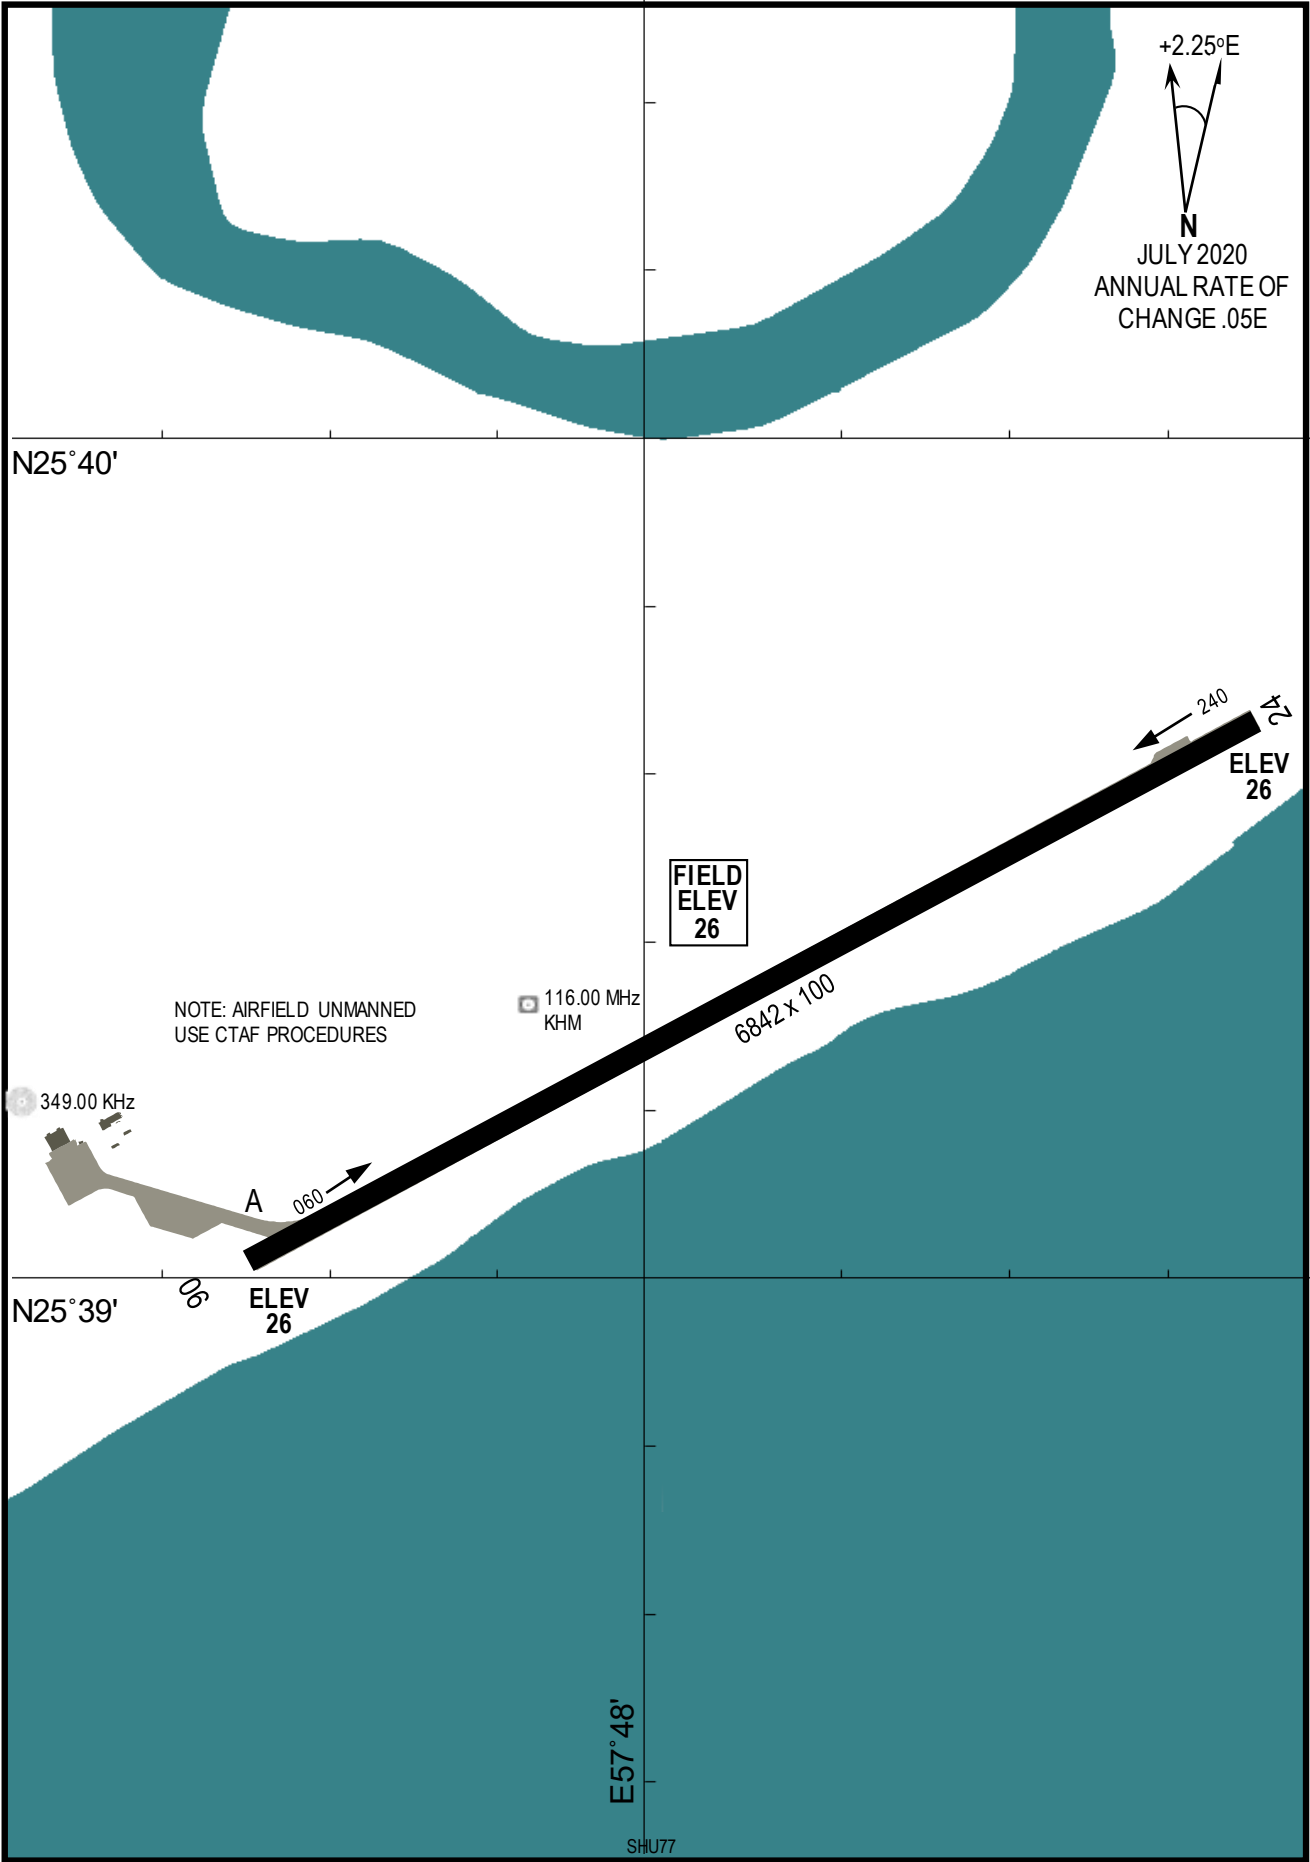 +2.25°E
N
JULY 2020
ANNUAL RATE OF
CHANGE .05E
N25°40'
240
24
ELEV
26
FIELD
ELEV
26
116.00 MHz
KHM
6842 x 100
NOTE: AIRFIELD UNMANNED
USE CTAF PROCEDURES
349.00 KHz
A
060
06
ELEV
26
N25°39'
E57°48'
SHU77